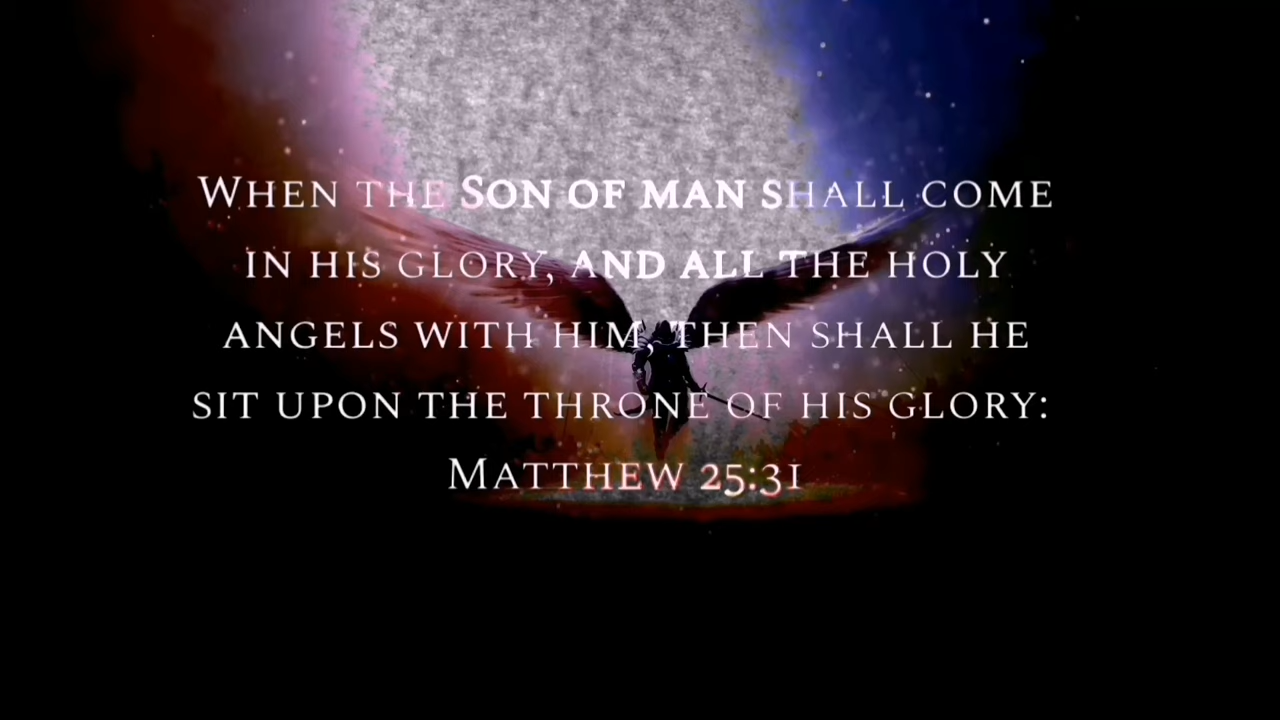 When the Son of man shall come
in his glory, and all the holy
angels with him, then shall he
sit upon the throne of his glory:
Matthew 25:31